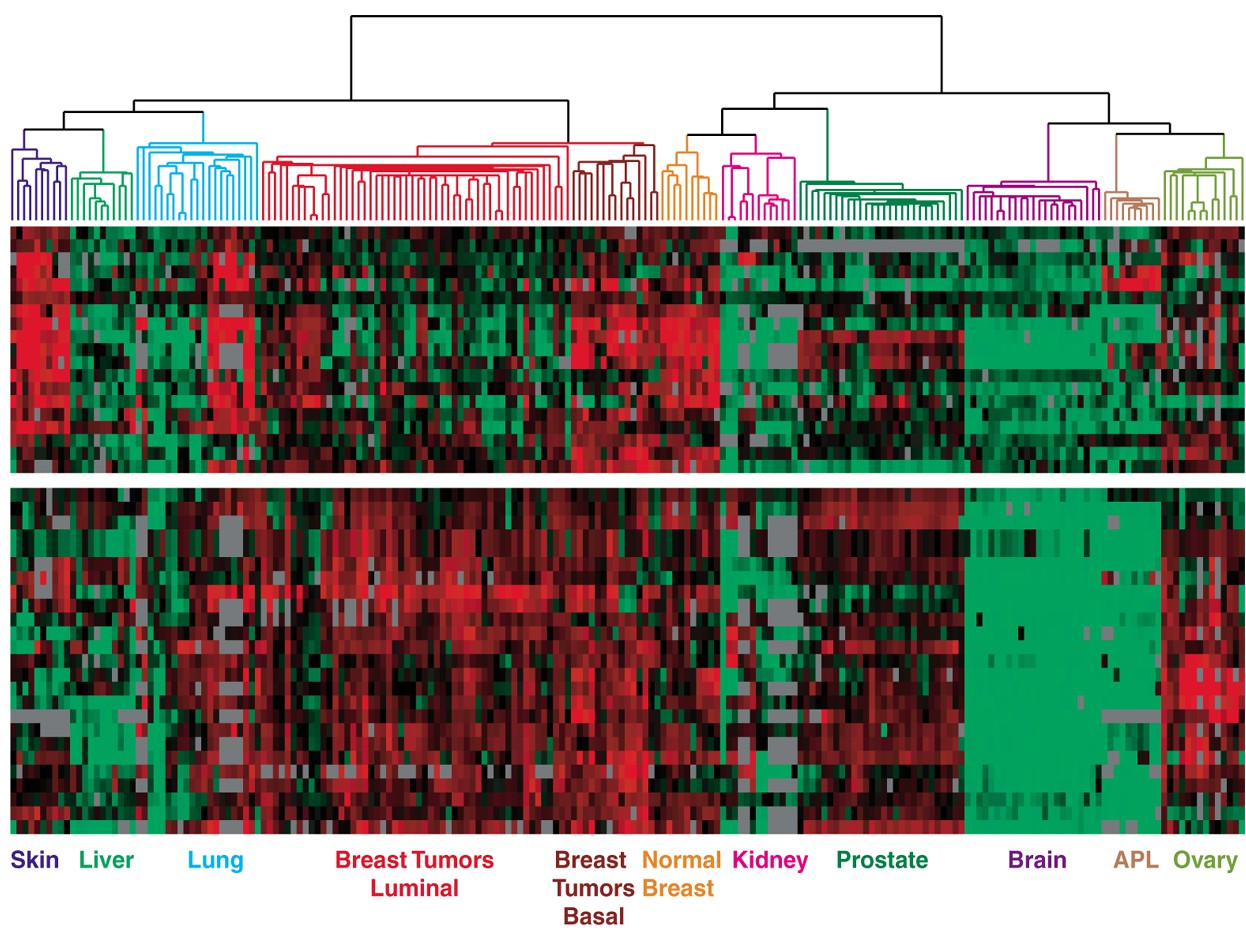 Skin
Liver
Lung
Breast Tumors
Luminal
Breast
Tumors
Basal
Normal
Breast
Kidney
Prostate
Brain
APL
Ovary